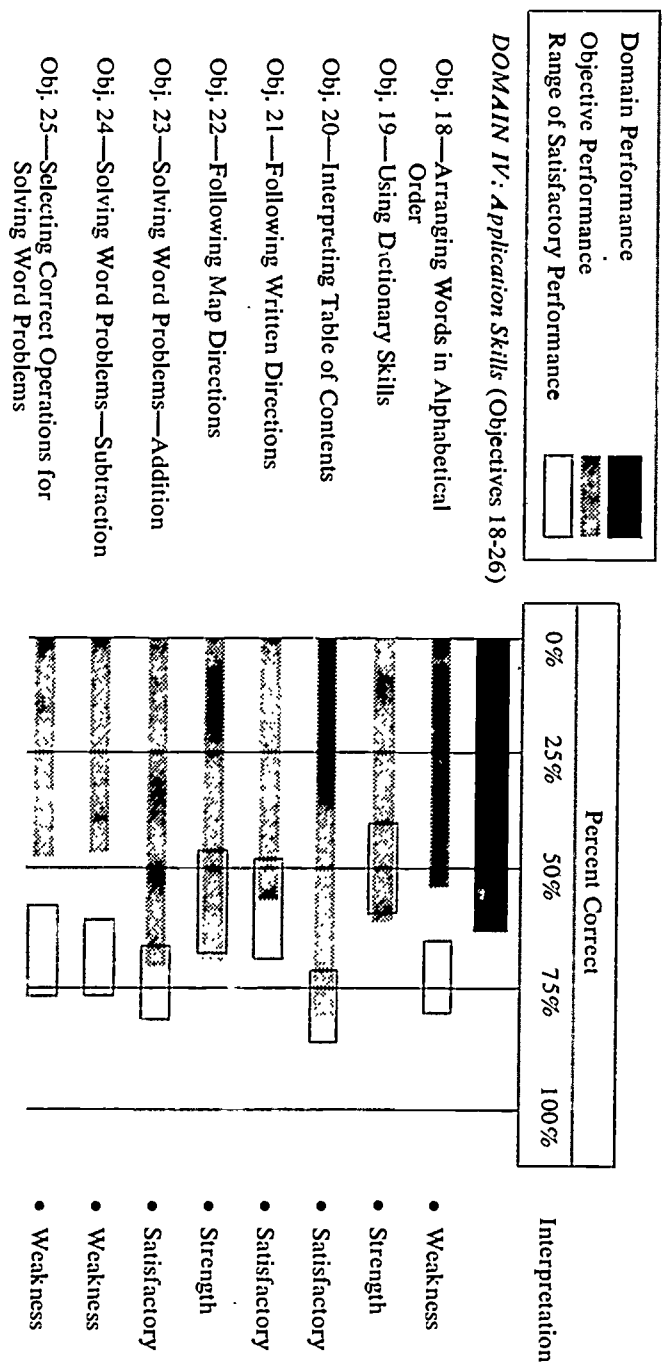 Domain Performance
Objective Performance
Range of Satisfactory Performance
DOMAIN IV: Application Skills (Objectives 18-26)
Obj. 18—Arranging Words in Alphabetical
Order
Obj. 19—Using Dictionary Skills
Obj. 20—Interpreting Table of Contents
Obj. 21—Following Written Directions
Obj. 22—Following Map Directions
Obj. 23—Solving Word Problems—Addition
Obj. 24—Solving Word Problems—Subtraction
Obj. 25—Selecting Correct Operations for
Solving Word Problems
Percent Correct
0% 25% 50% 75% 100%
Interpretation
• Weakness
• Strength
• Satisfactory
• Satisfactory
• Strength
• Satisfactory
• Weakness
• Weakness